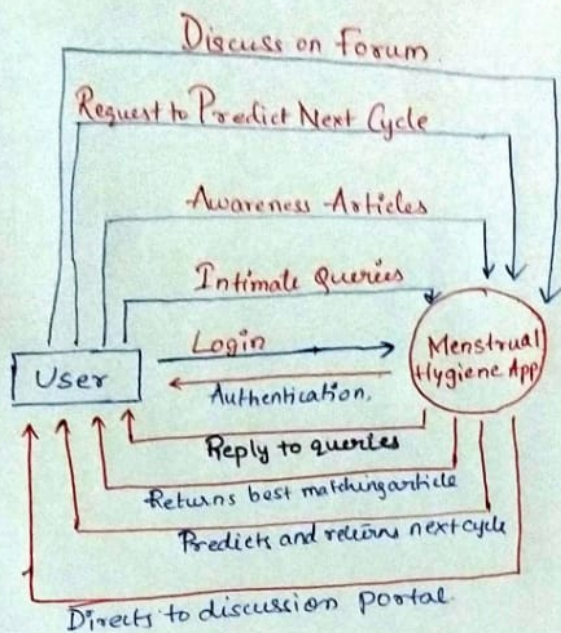 Discuss on Forum
Request to Predict Next Cycle
Awareness Articles
Intimate Queries
Login
User
Menstrual
Hygiene App
Authentication.
Reply to queries
Returns best matching article
Predicts and returns next cycle
Directs to discussion portal